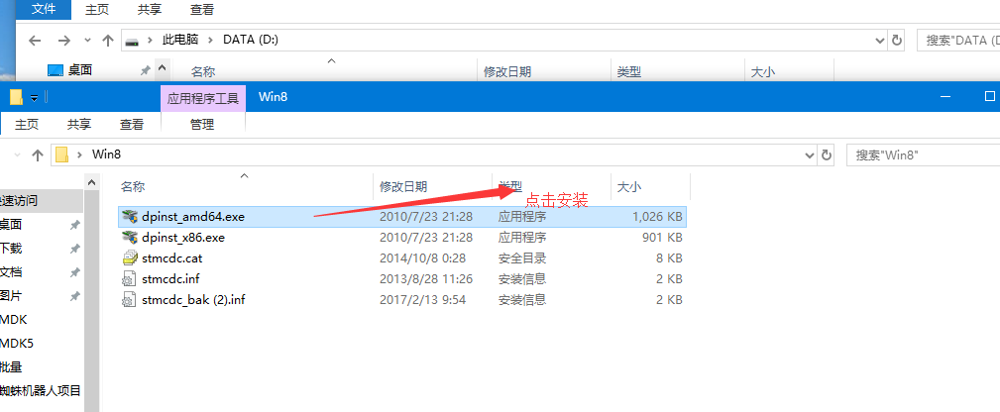 文件 主页 共享 查看
此电脑 DATA (D:) 搜索"DATA (D
桌面 名称 修改日期 类型 大小
应用程序工具 Win8
主页 共享 查看 管理
Win8 搜索"Win8"
名称 修改日期 类型 大小
快速访问 点击安装
桌面 dpinst_amd64.exe 2010/7/23 21:28 应用程序 1,026 KB
dpinst_x86.exe 2010/7/23 21:28 应用程序 901 KB
下载 stmcdc.cat 2014/10/8 0:28 安全目录 8 KB
文档 stmcdc.inf 2013/8/28 11:26 安装信息 2 KB
图片 stmcdc_bak (2).inf 2017/2/13 9:54 安装信息 2 KB
MDK
MDK5
批量
蜘蛛机器人项目